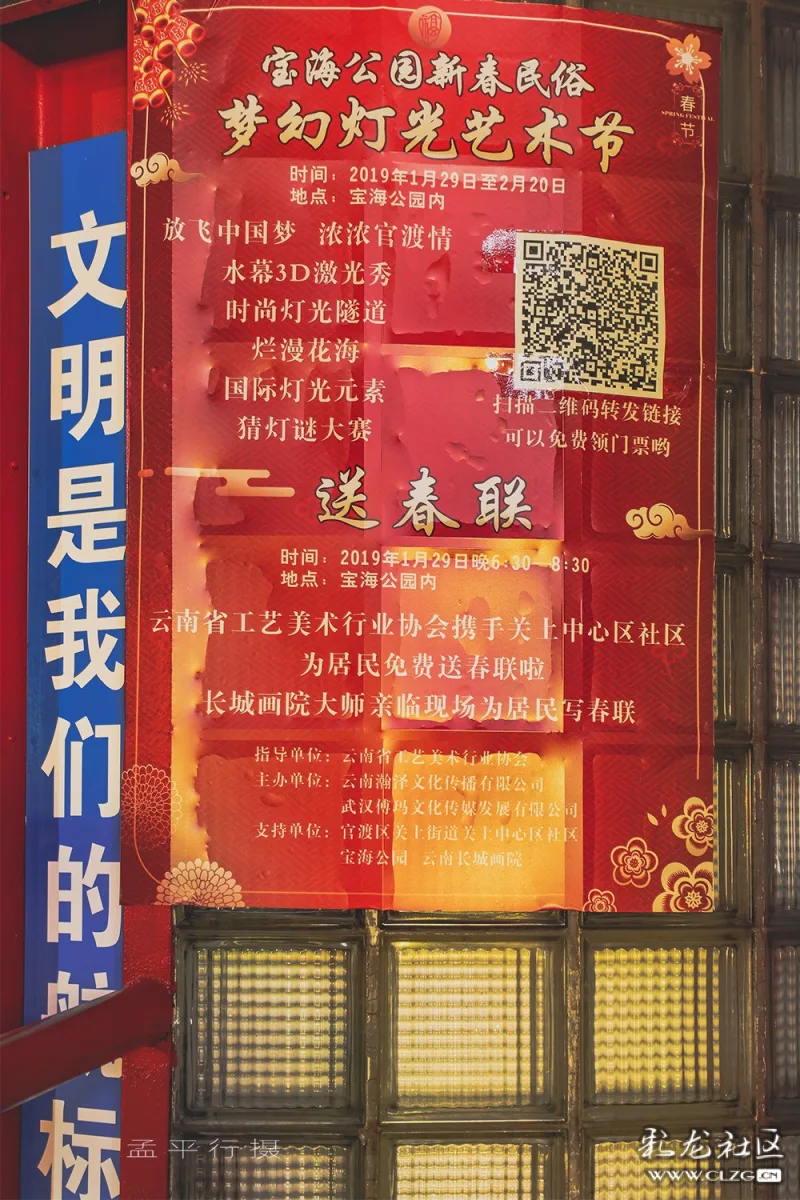 宝海公园新春民俗
梦幻灯光艺术节
春节
SPRING FESTIVAL
时间：2019年1月29日至2月20日
地点：宝海公园内
放飞中国梦 浓浓官渡情
水幕3D激光秀
时尚灯光隧道
烂漫花海
国际灯光元素
猜灯谜大赛
扫描二维码转发链接
可以免费领门票哟
送春联
时间：2019年1月29日晚6:30—8:30
地点：宝海公园内
云南省工艺美术行业协会携手关上中心区社区
为居民免费送春联啦
长城画院大师亲临现场为居民写春联
指导单位：云南省工艺美术行业协会
主办单位：云南瀚泽文化传播有限公司
武汉傅玛文化传媒发展有限公司
支持单位：官渡区关上街道关上中心区社区
宝海公园 云南长城画院
文明是我们的航标
孟平行摄
彩龙社区
WWW.CLZG.CN